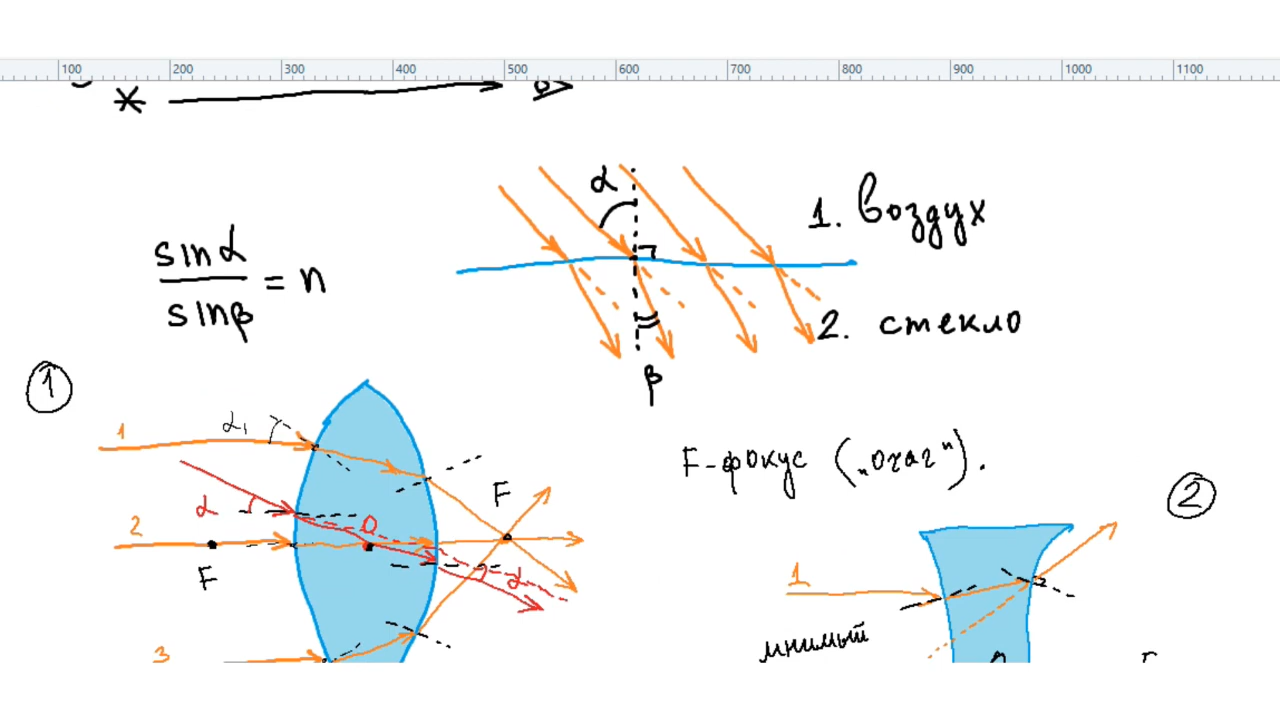 100 200 300 400 500 600 700 800 900 1000 1100
α
1. воздух
sinα
sinβ
= n
2. стекло
β
1
1
α₁
F-фокус („очаг").
F
2
α
O
2
F
α
1
3
мнимый